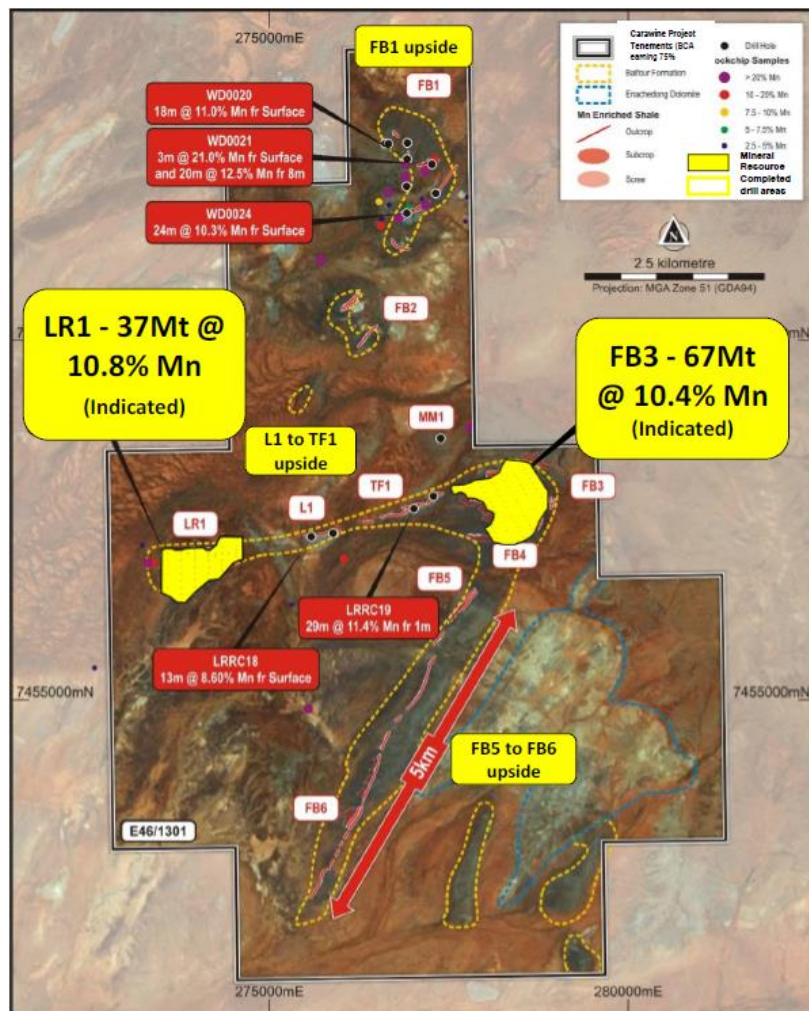 275000mE
FB1 upside
FB1
WD0020
18m @ 11.0% Mn fr Surface
WD0021
3m @ 21.0% Mn fr Surface
and 20m @ 12.5% Mn fr 8m
WD0024
24m @ 10.3% Mn fr Surface
Carawine Project
Tenements (BCA
earning 75%
Balfour Formation
Enachedong Dolomite
Mn Enriched Shale
Outcrop
Subcrop
Scree
Drill Hole
ockchip Samples
> 20% Mn
10 - 20% Mn
7.5 - 10% Mn
5 - 7.5% Mn
2.5 - 5% Mn
Mineral
Resource
Completed
drill areas
N
2.5 kilometre
Projection: MGA Zone 51 (GDA94)
FB2
LR1 - 37Mt @
10.8% Mn
(Indicated)
FB3 - 67Mt
@ 10.4% Mn
(Indicated)
MM1
L1 to TF1
upside
TF1
FB3
L1
LR1
FB4
FB5
LRRC19
29m @ 11.4% Mn fr 1m
LRRC18
13m @ 8.60% Mn fr Surface
7455000mN
7455000mN
5km
FB5 to FB6
upside
FB6
E46/1301
275000mE
280000mE